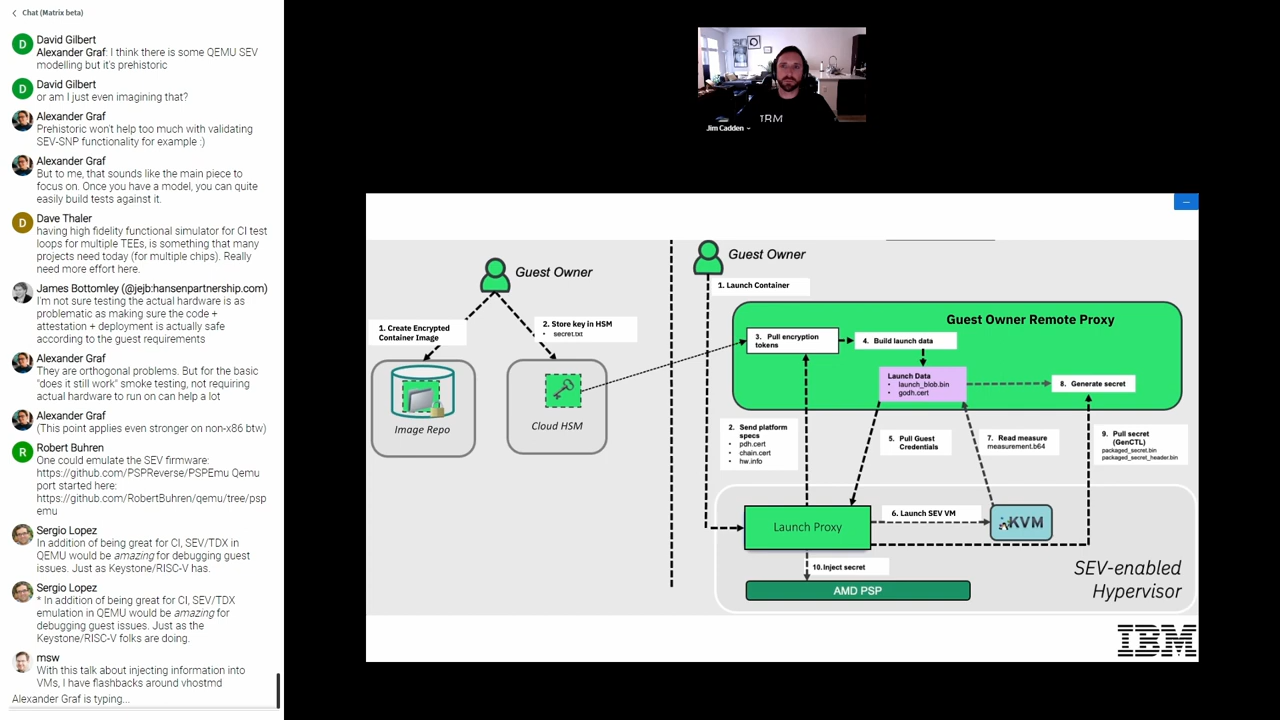 Chat (Matrix beta)
D
David Gilbert
Alexander Graf: I think there is some QEMU SEV
modelling but it's prehistoric
D
David Gilbert
or am I just even imagining that?
Alexander Graf
Prehistoric won't help too much with validating
SEV-SNP functionality for example :)
Alexander Graf
But to me, that sounds like the main piece to
focus on. Once you have a model, you can quite
easily build tests against it.
D
Dave Thaler
having high fidelity functional simulator for CI test
loops for multiple TEEs, is something that many
projects need today (for multiple chips). Really
need more effort here.
James Bottomley (@jejb:hansenpartnership.com)
I'm not sure testing the actual hardware is as
problematic as making sure the code +
attestation + deployment is actually safe
according to the guest requirements
Alexander Graf
They are orthogonal problems. But for the basic
"does it still work" smoke testing, not requiring
actual hardware to run on can help a lot
Alexander Graf
(This point applies even stronger on non-x86 btw)
R
Robert Buhren
One could emulate the SEV firmware:
https://github.com/PSPReverse/PSPEmu Qemu
port started here:
https://github.com/RobertBuhren/qemu/tree/psp
emu
Sergio Lopez
In addition of being great for CI, SEV/TDX
in QEMU would be amazing for debugging guest
issues. Just as Keystone/RISC-V has.
Sergio Lopez
* In addition of being great for CI, SEV/TDX
emulation in QEMU would be amazing for
debugging guest issues. Just as the
Keystone/RISC-V folks are doing.
msw
With this talk about injecting information into
VMs, I have flashbacks around vhostmd
Alexander Graf is typing...
IBM
Jim Cadden
Guest Owner
1. Create Encrypted
Container Image
2. Store key in HSM
• secret.txt
Image Repo
Cloud HSM
Guest Owner
1. Launch Container
Guest Owner Remote Proxy
3. Pull encryption
tokens
4. Build launch data
Launch Data
• launch_blob.bin
• godh.cert
8. Generate secret
2. Send platform
specs
• pdh.cert
• chain.cert
• hw.info
5. Pull Guest
Credentials
7. Read measure
measurement.b64
9. Pull secret
(GenCTL)
packaged_secret.bin
packaged_secret_header.bin
Launch Proxy
6. Launch SEV VM
KVM
10. Inject secret
AMD PSP
SEV-enabled
Hypervisor
IBM